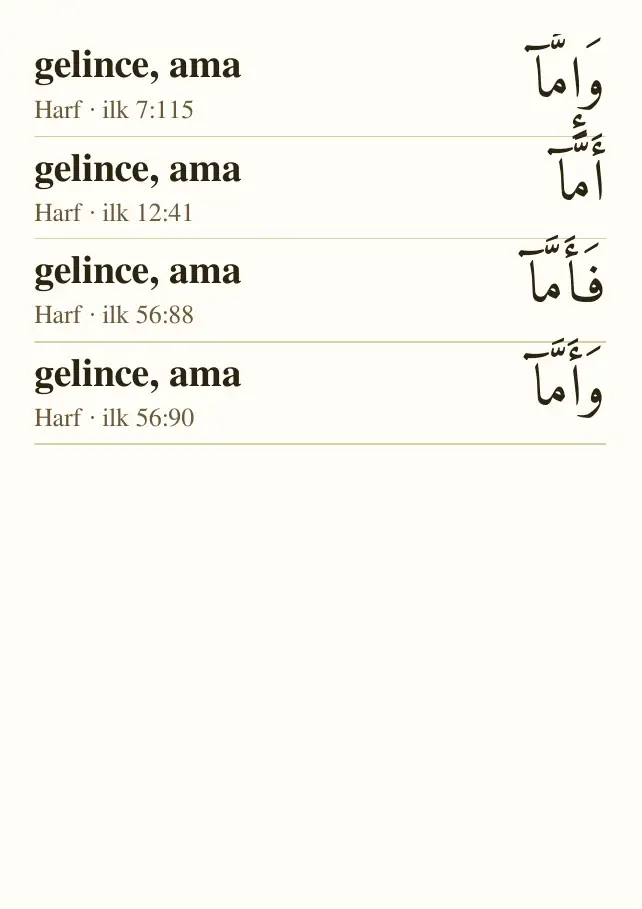 gelince, ama وَإِمَّآ
Harf · ilk 7:115
gelince, ama أَمَّآ
Harf · ilk 12:41
gelince, ama فَأَمَّآ
Harf · ilk 56:88
gelince, ama وَأَمَّآ
Harf · ilk 56:90